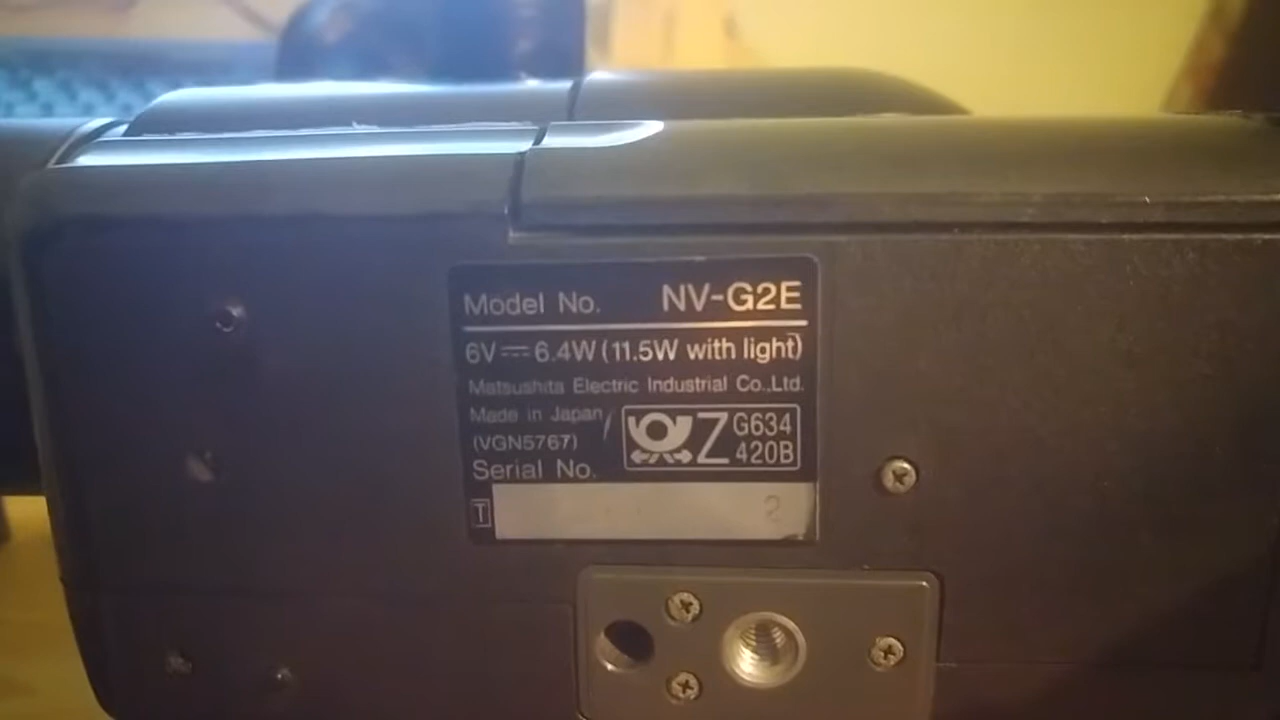 Model No. NV-G2E
6V⎓6.4W (11.5W with light)
Matsushita Electric Industrial Co.,Ltd.
Made in Japan
(VGN5767)
Z G634
420B
Serial No.
T
2